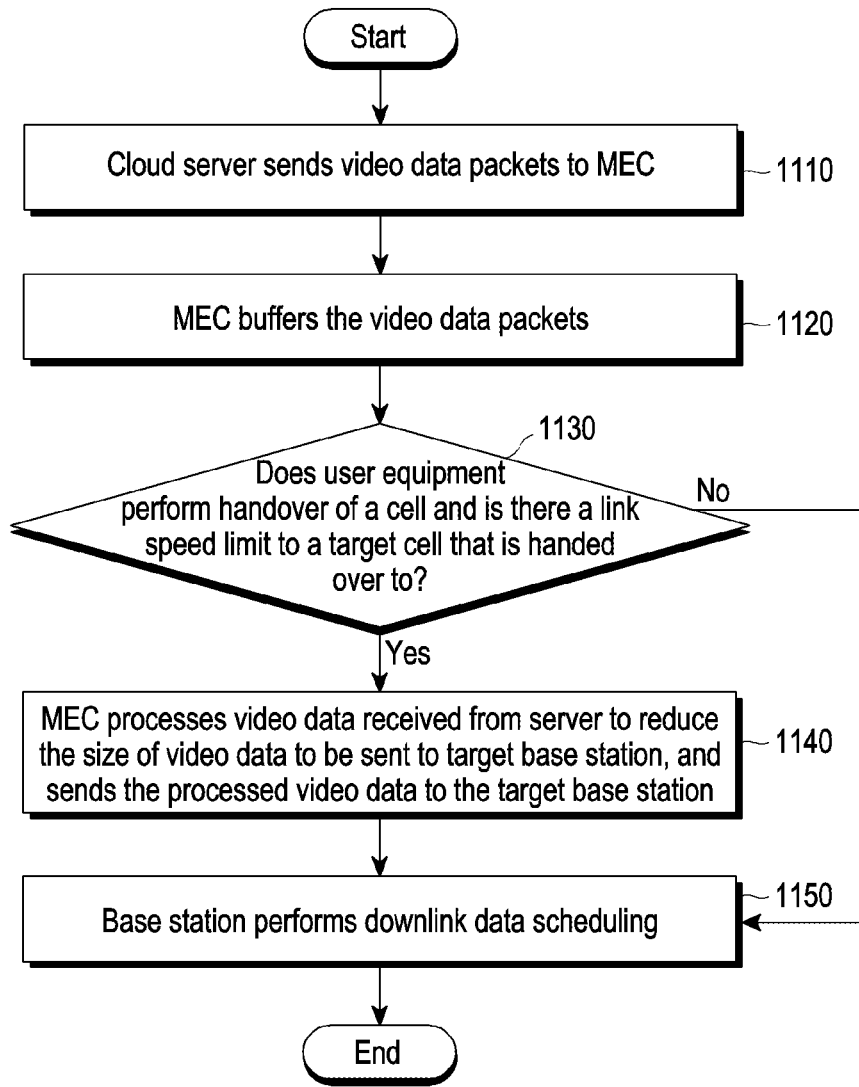 Start
Cloud server sends video data packets to MEC
1110
MEC buffers the video data packets
1120
1130
Does user equipment
perform handover of a cell and is there a link
speed limit to a target cell that is handed
over to?
No
Yes
MEC processes video data received from server to reduce
the size of video data to be sent to target base station, and
sends the processed video data to the target base station
1140
Base station performs downlink data scheduling
1150
End